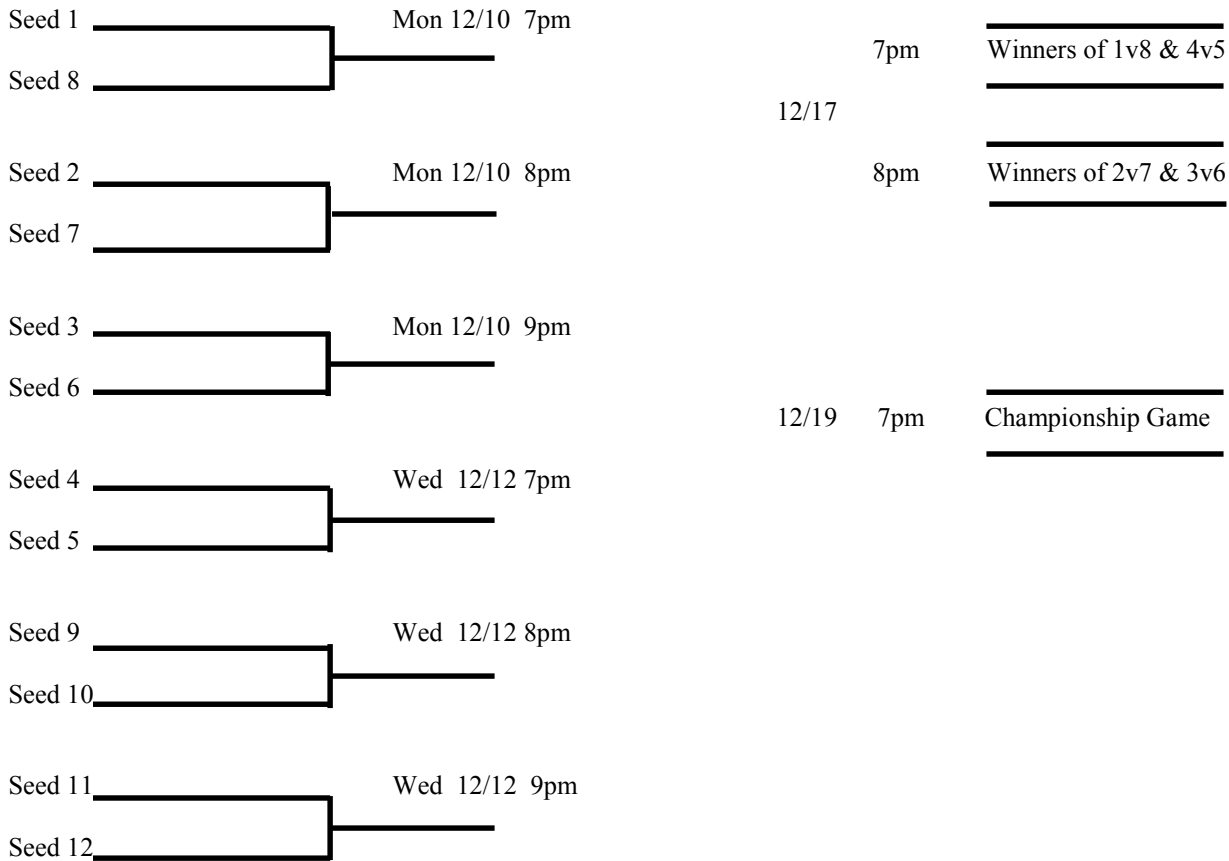 Seed 1 Mon 12/10 7pm
Seed 8
Seed 2 Mon 12/10 8pm
Seed 7
Seed 3 Mon 12/10 9pm
Seed 6
Seed 4 Wed 12/12 7pm
Seed 5
Seed 9 Wed 12/12 8pm
Seed 10
Seed 11 Wed 12/12 9pm
Seed 12
7pm Winners of 1v8 & 4v5
12/17
8pm Winners of 2v7 & 3v6
12/19 7pm Championship Game